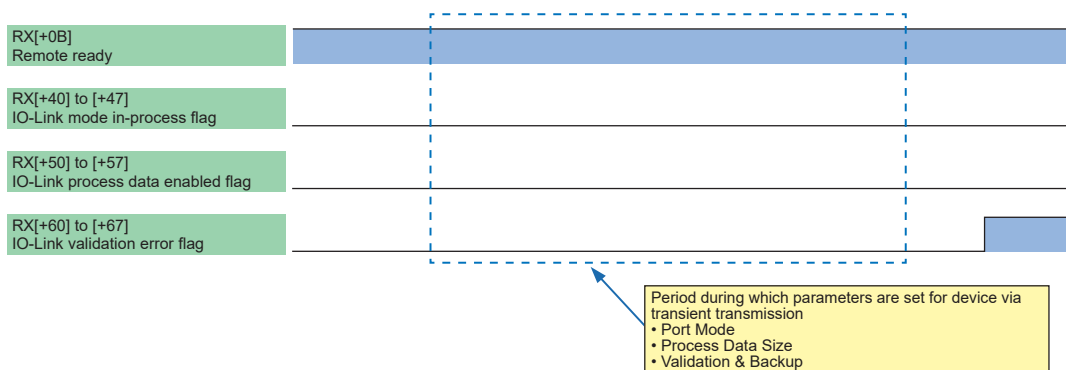 RX[+0B]
Remote ready
RX[+40] to [+47]
IO-Link mode in-process flag
RX[+50] to [+57]
IO-Link process data enabled flag
RX[+60] to [+67]
IO-Link validation error flag
Period during which parameters are set for device via
transient transmission
• Port Mode
• Process Data Size
• Validation & Backup